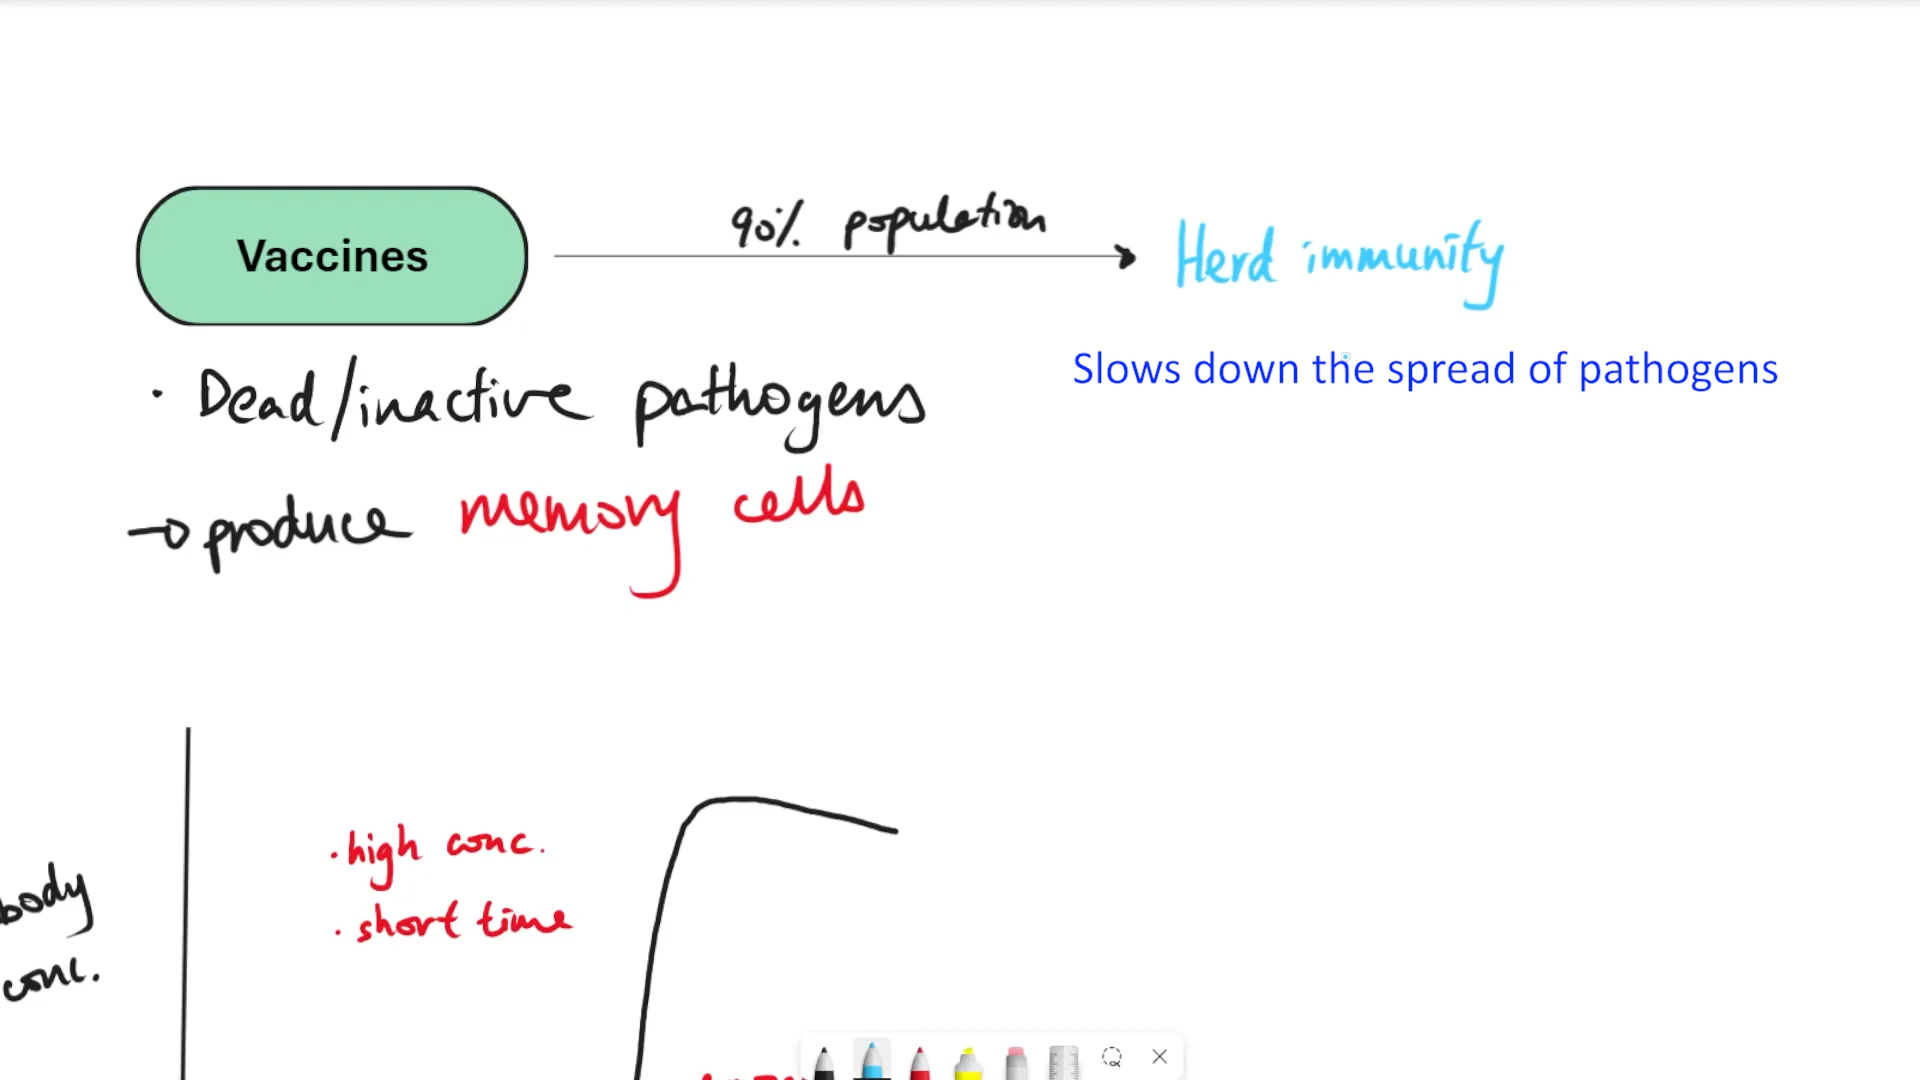 90% population
Vaccines
Herd immunity
Slows down the spread of pathogens
· Dead/inactive pathogens
→ produce memory cells
· high conc.
· short time
body
conc.